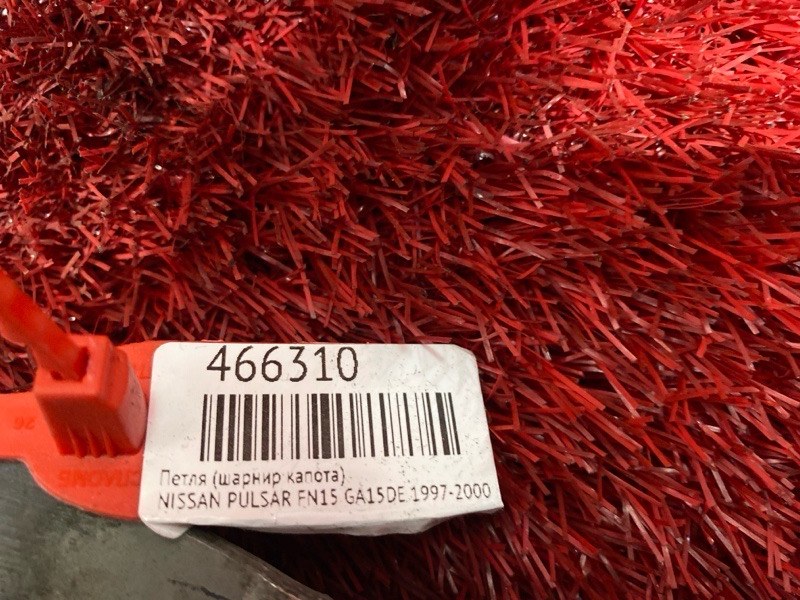 466310
Петля (шарнир капота)
NISSAN PULSAR FN15 GA15DE 1997-2000